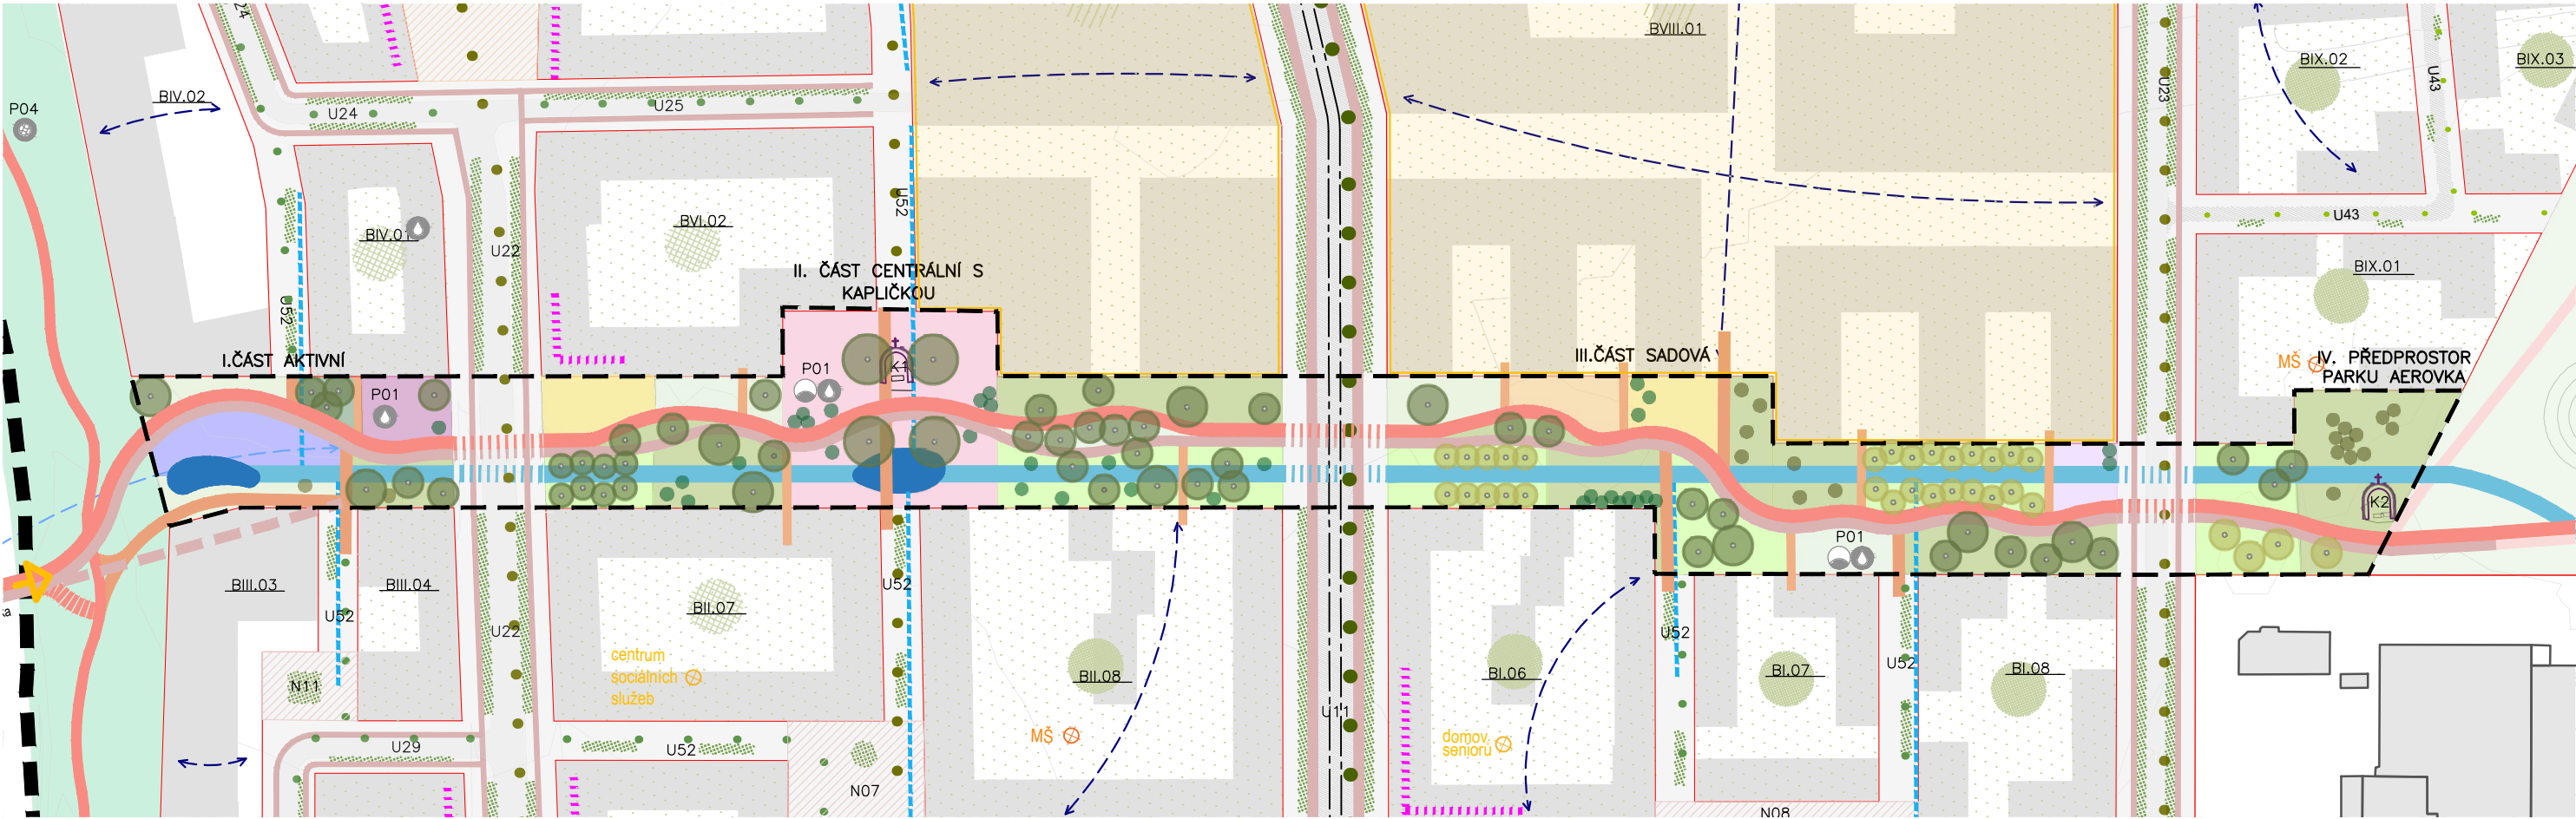 24
BVIII.01
U23
BIX.02
U43
BIX.03
P04
BIV.02
U24
U25
BIV.01
U22
BVI.02
U52
U52
U43
BIX.01
II. ČÁST CENTRÁLNÍ S
KAPLIČKOU
I.ČÁST AKTIVNÍ
III.ČÁST SADOVÁ
MŠ
IV. PŘEDPROSTOR
PARKU AEROVKA
P01
P01
K1
K2
P01
BIII.03
BIII.04
U52
U22
BII.07
U52
centrum
sociálních
služeb
BII.08
MŠ
U11
BI.06
domov
seniorů
U52
BI.07
U52
BI.08
N11
U29
U52
N07
N08